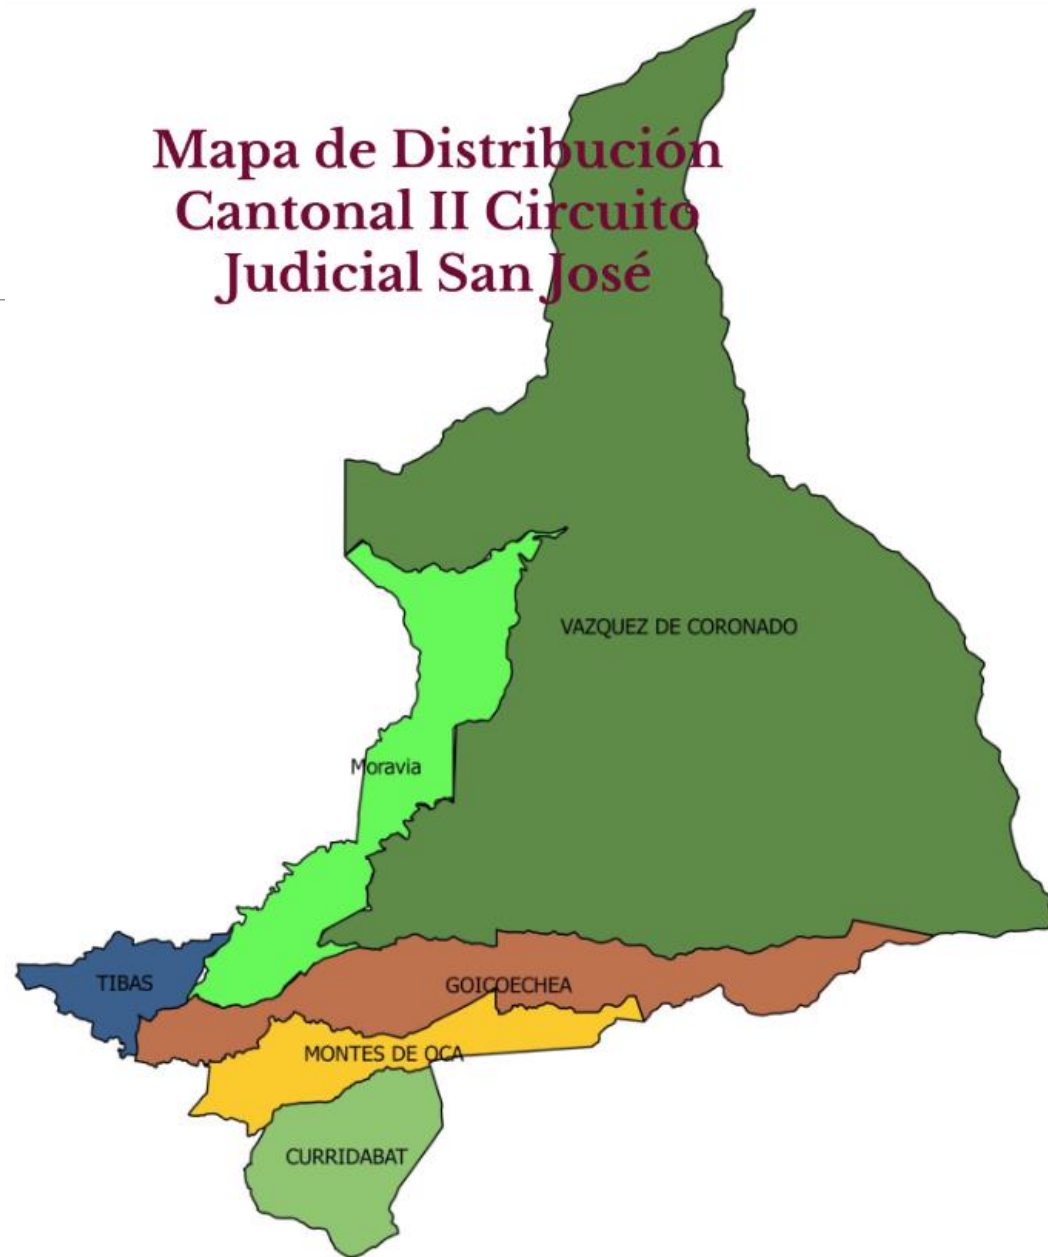 Mapa de Distribución
Cantonal II Circuito
Judicial San José
VAZQUEZ DE CORONADO
Moravia
TIBAS
GOICOECHEA
MONTES DE OCA
CURRIDABAT